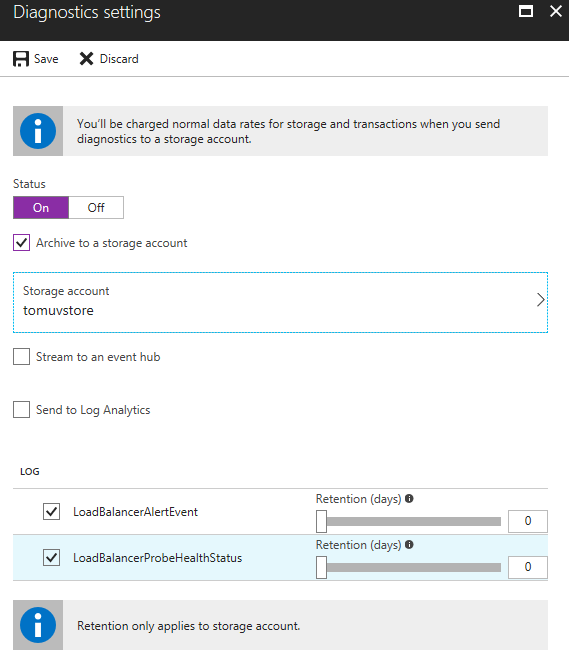 Diagnostics settings
Save
Discard
You'll be charged normal data rates for storage and transactions when you send
diagnostics to a storage account.
Status
On
Off
Archive to a storage account
Storage account
tomuvstore
Stream to an event hub
Send to Log Analytics
LOG
LoadBalancerAlertEvent
Retention (days)
0
LoadBalancerProbeHealthStatus
Retention (days)
0
Retention only applies to storage account.